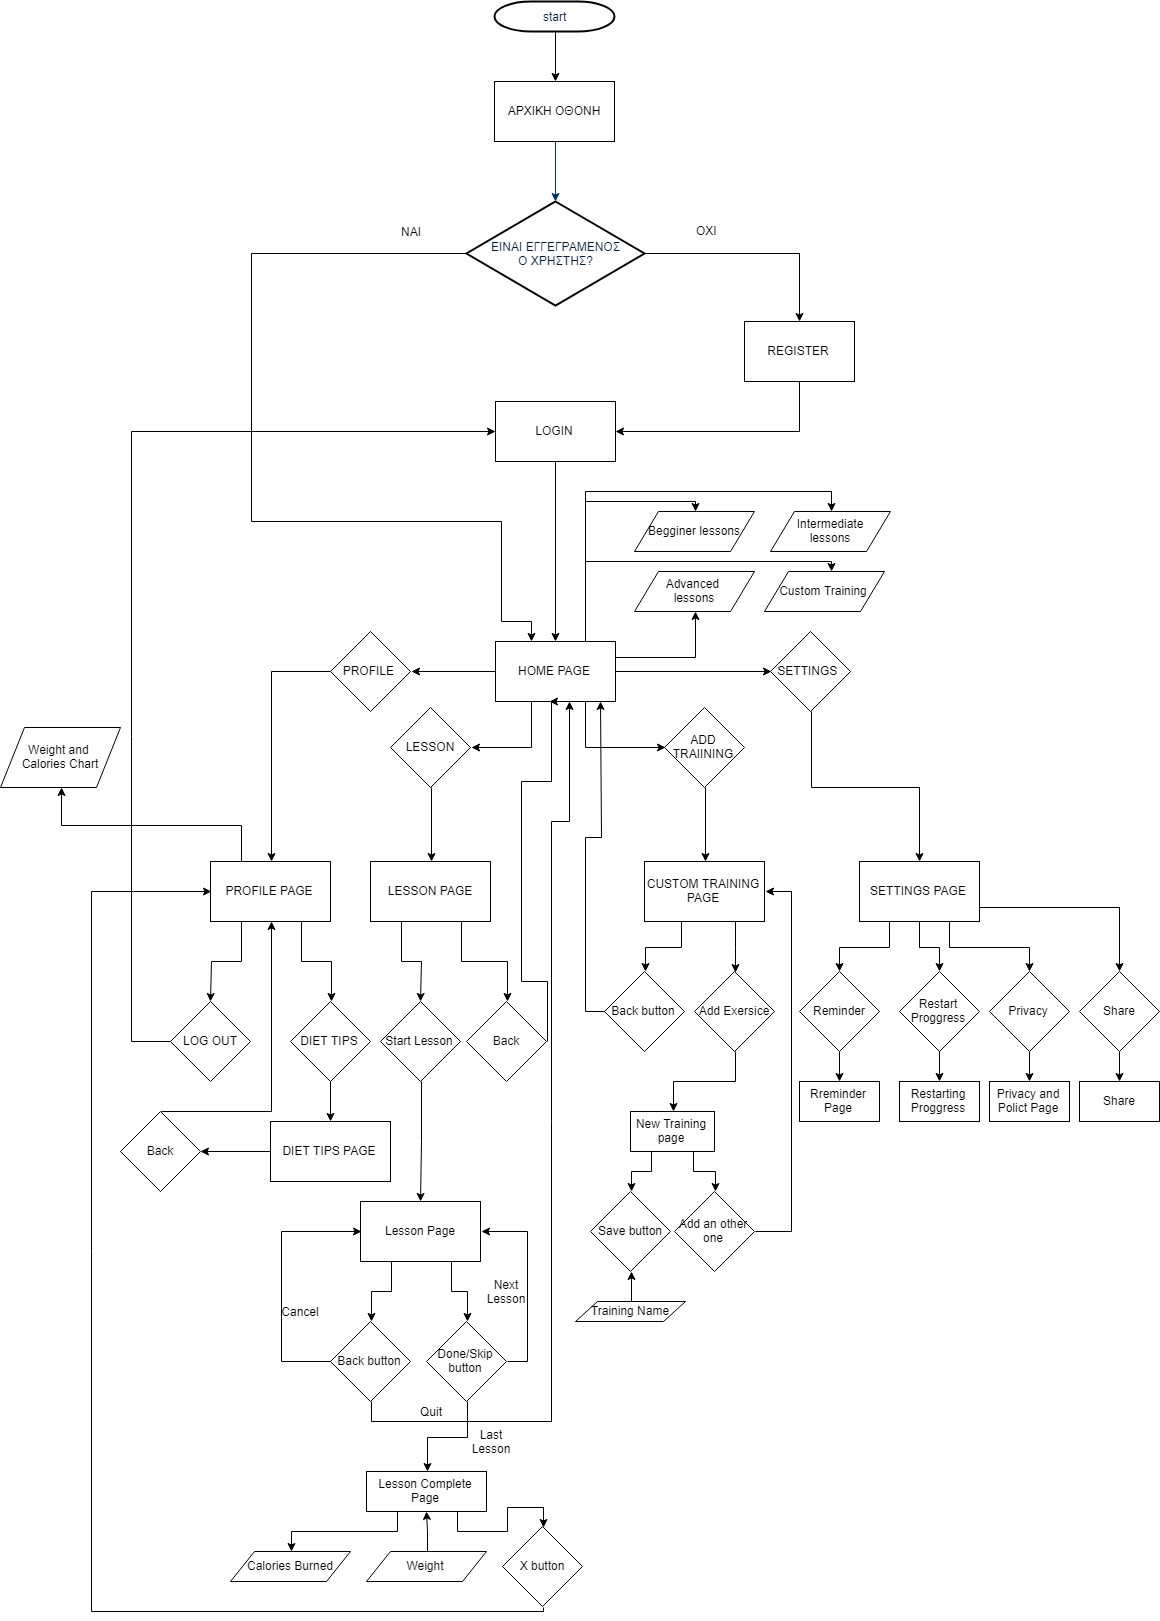 start
ΑΡΧΙΚΗ ΟΘΟΝΗ
ΝΑΙ
ΟΧΙ
ΕΙΝΑΙ ΕΓΓΕΓΡΑΜΕΝΟΣ
Ο ΧΡΗΣΤΗΣ?
REGISTER
LOGIN
Begginer lessons
Intermediate
lessons
Advanced
lessons
Custom Training
PROFILE
HOME PAGE
SETTINGS
LESSON
ADD
TRAIINING
Weight and
Calories Chart
PROFILE PAGE
LESSON PAGE
CUSTOM TRAINING
PAGE
SETTINGS PAGE
LOG OUT
DIET TIPS
Start Lesson
Back
Back button
Add Exersice
Reminder
Restart
Proggress
Privacy
Share
Rreminder
Page
Restarting
Proggress
Privacy and
Polict Page
Share
Back
DIET TIPS PAGE
New Training
page
Lesson Page
Save button
Add an other
one
Cancel
Next
Lesson
Training Name
Back button
Done/Skip
button
Quit
Last
Lesson
Lesson Complete
Page
Calories Burned
Weight
X button